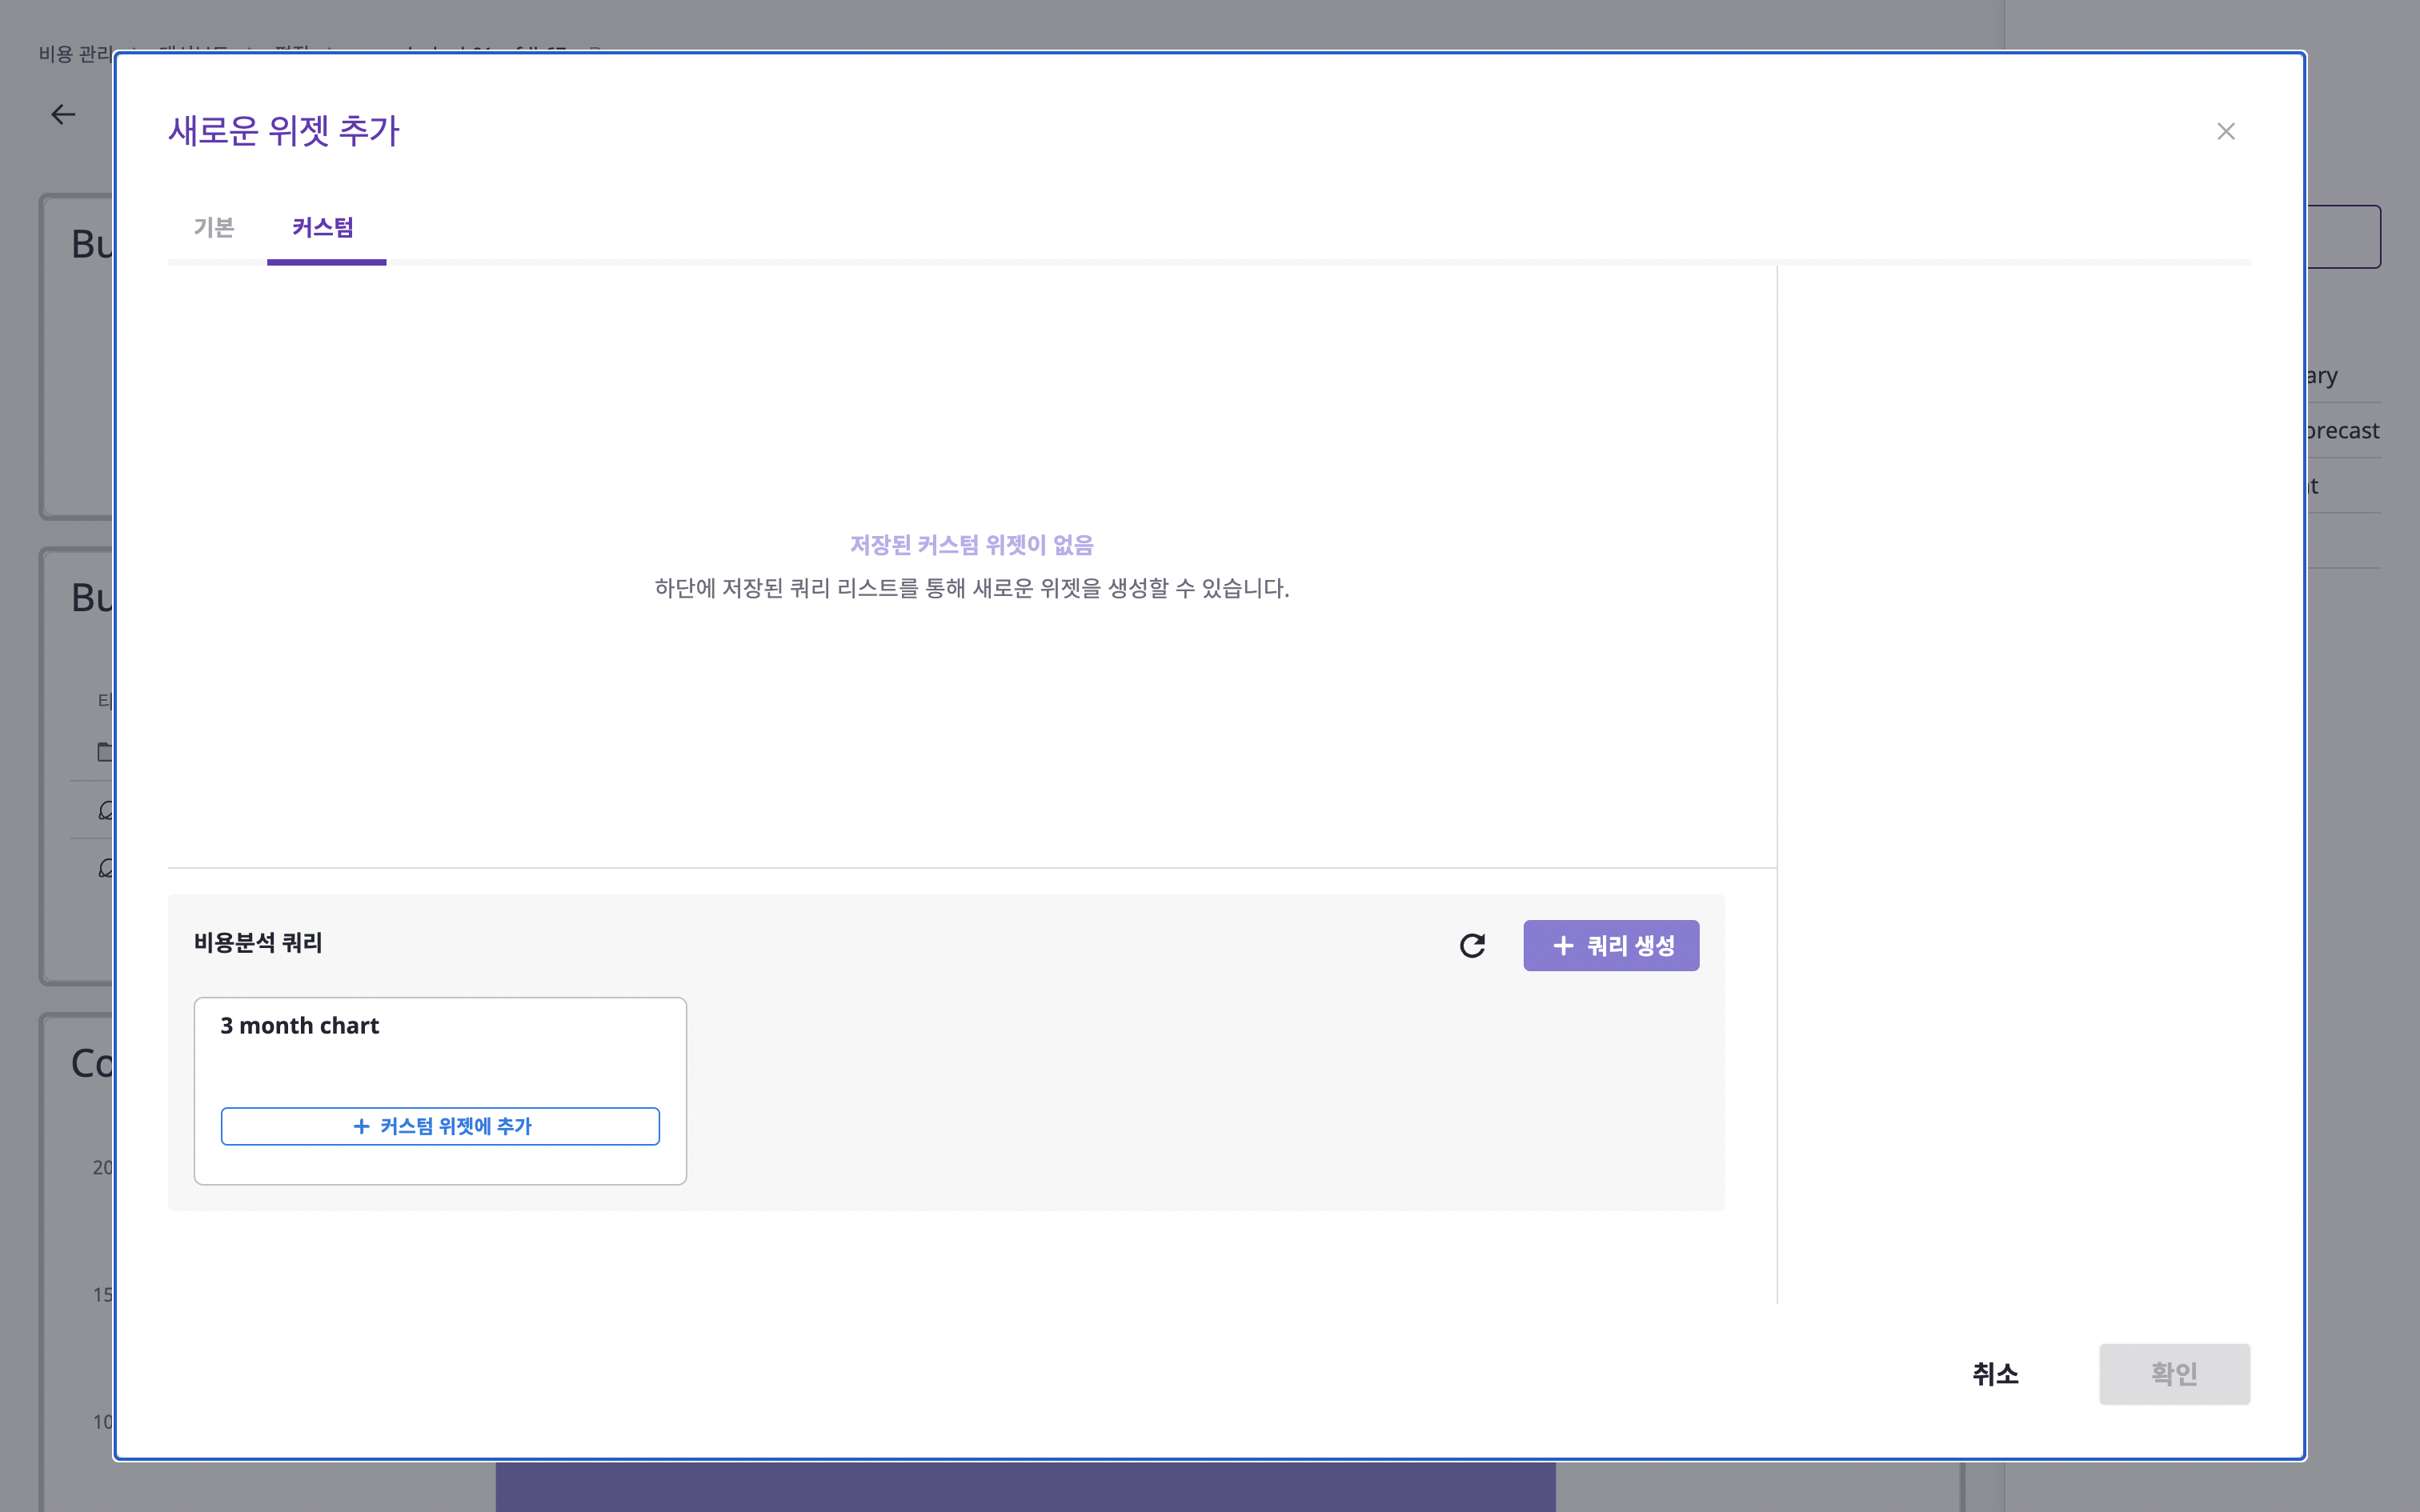 비용 관리
새로운 위젯 추가
기본
커스텀
Bu
ary
orecast
저장된 커스텀 위젯이 없음
하단에 저장된 쿼리 리스트를 통해 새로운 위젯을 생성할 수 있습니다.
Bu
비용분석 쿼리
쿼리 생성
3 month chart
Co
커스텀 위젯에 추가
20
15
취소
확인
10